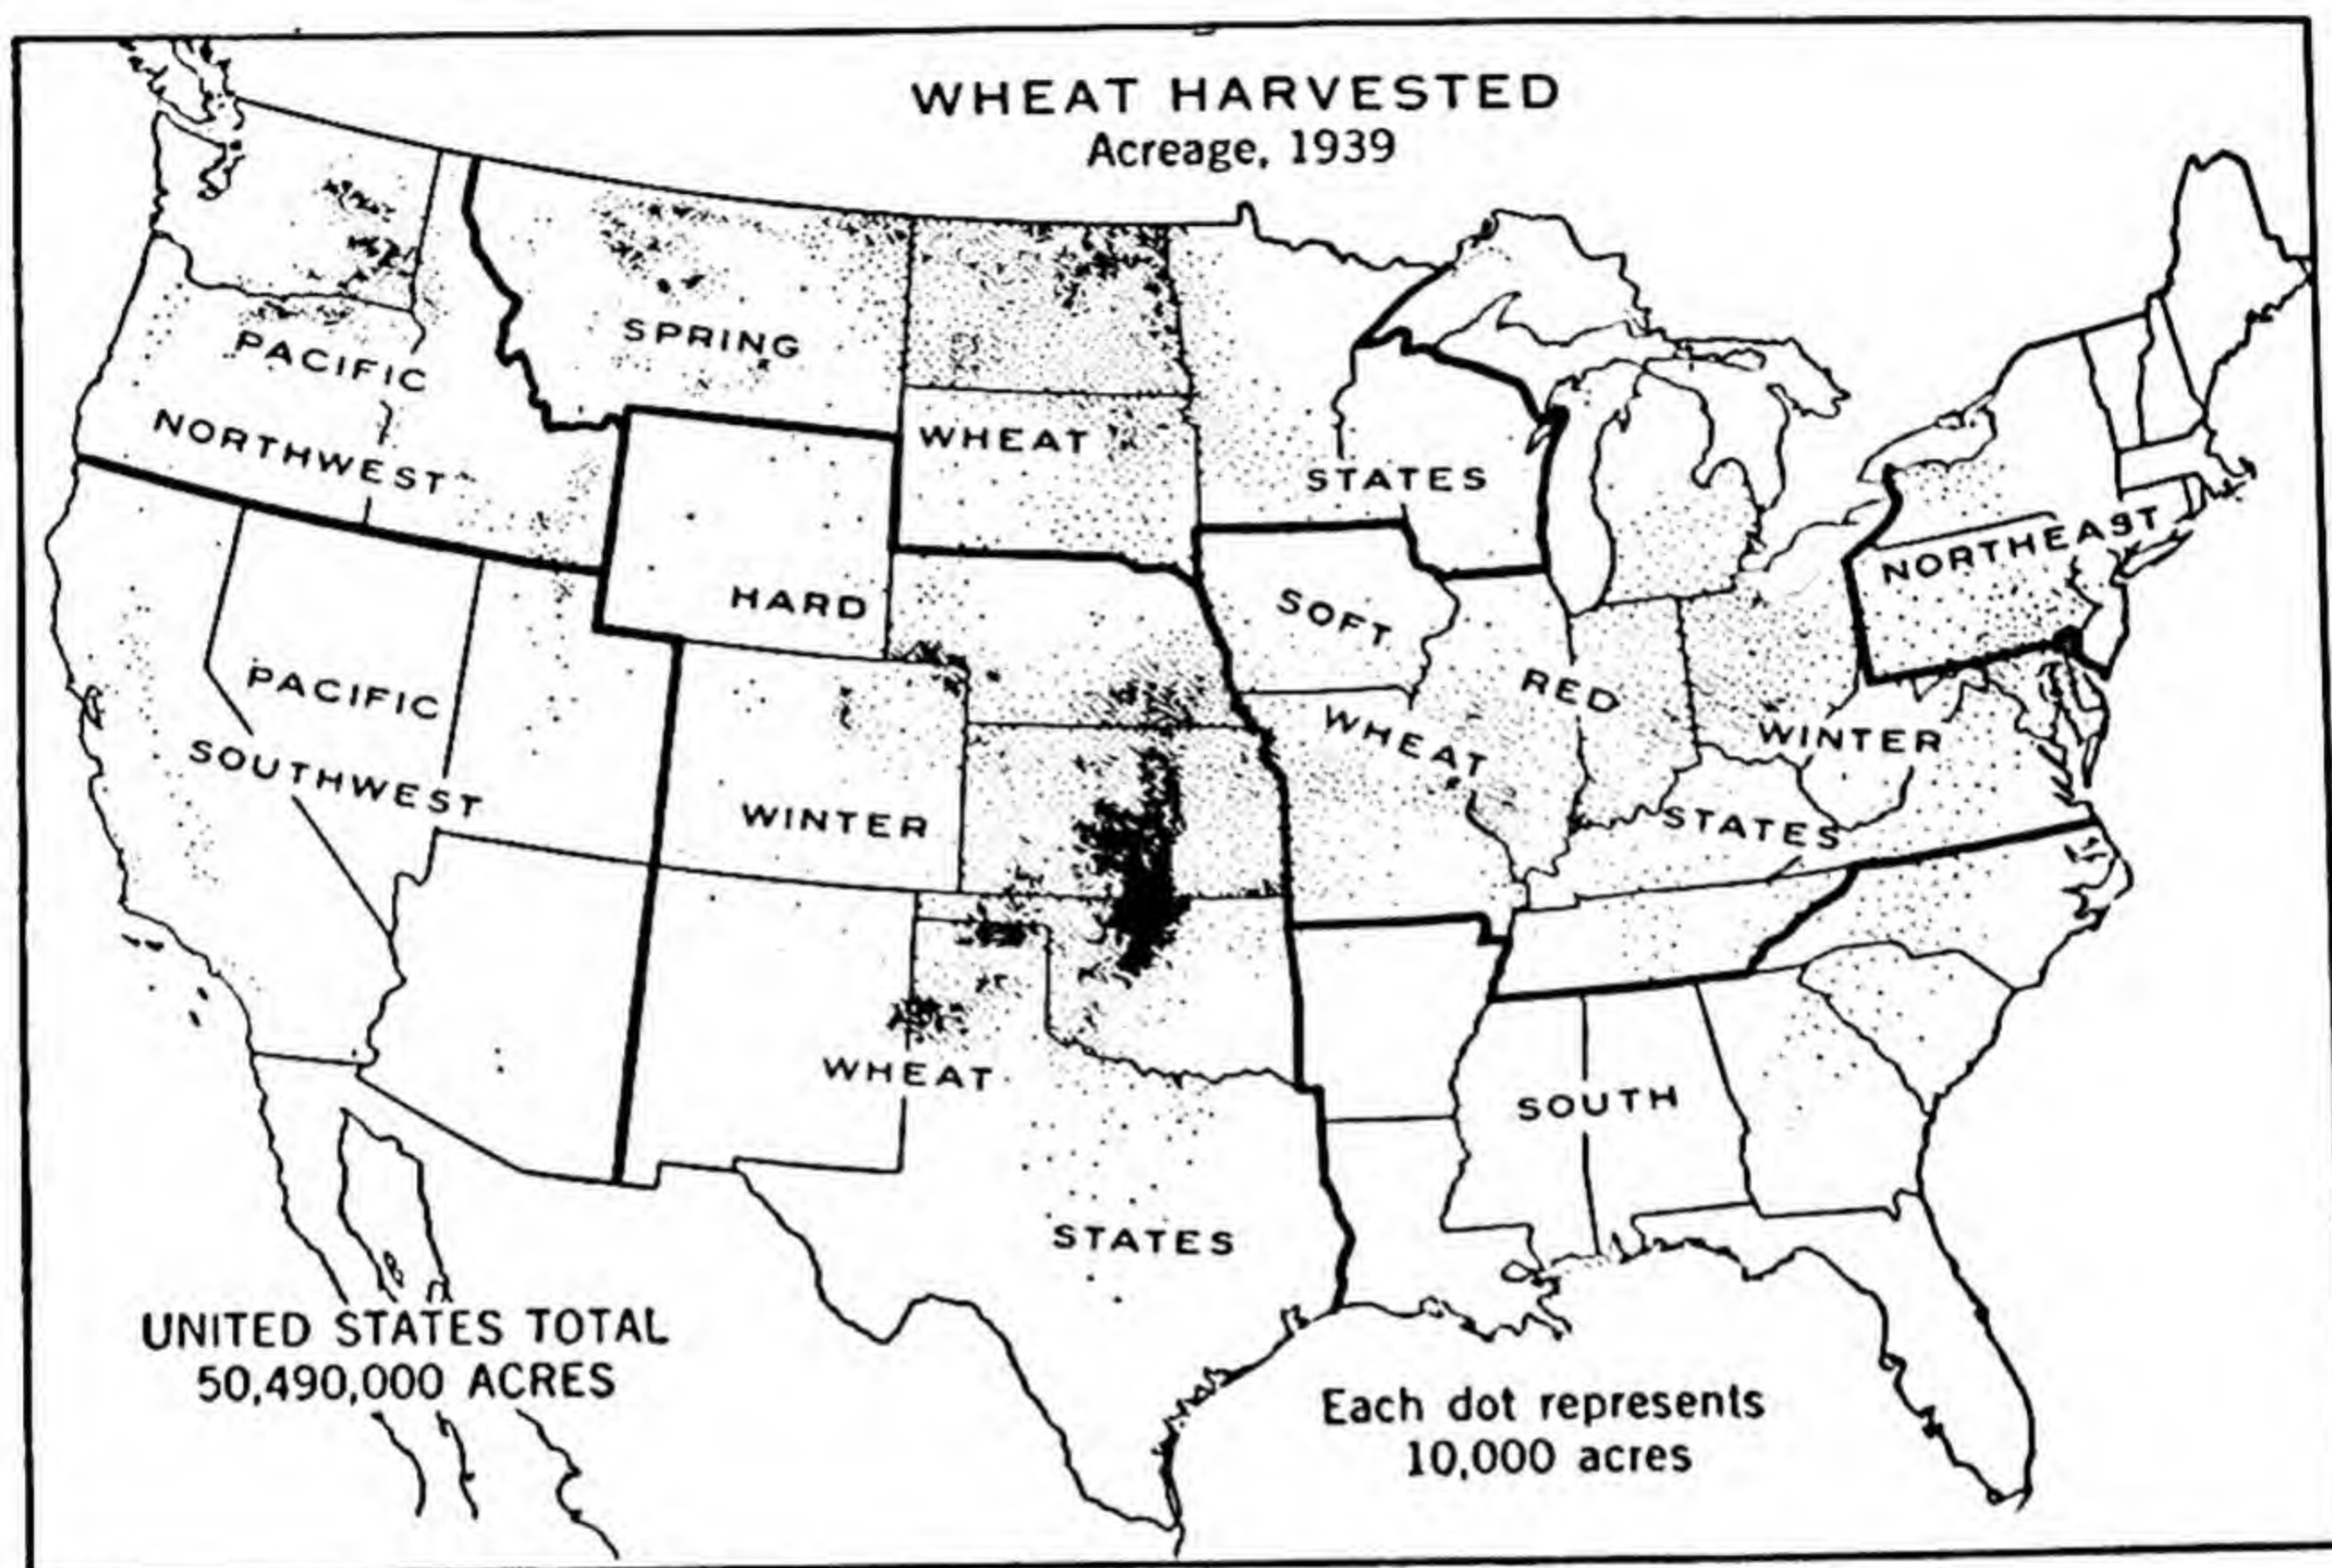 WHEAT HARVESTED
Acreage, 1939
SPRING
WHEAT
STATES
PACIFIC
NORTHWEST
HARD
WINTER
WHEAT
STATES
PACIFIC
SOUTHWEST
SOFT
RED
WHEAT
WINTER
STATES
NORTHEAST
SOUTH
UNITED STATES TOTAL
50,490,000 ACRES
Each dot represents
10,000 acres